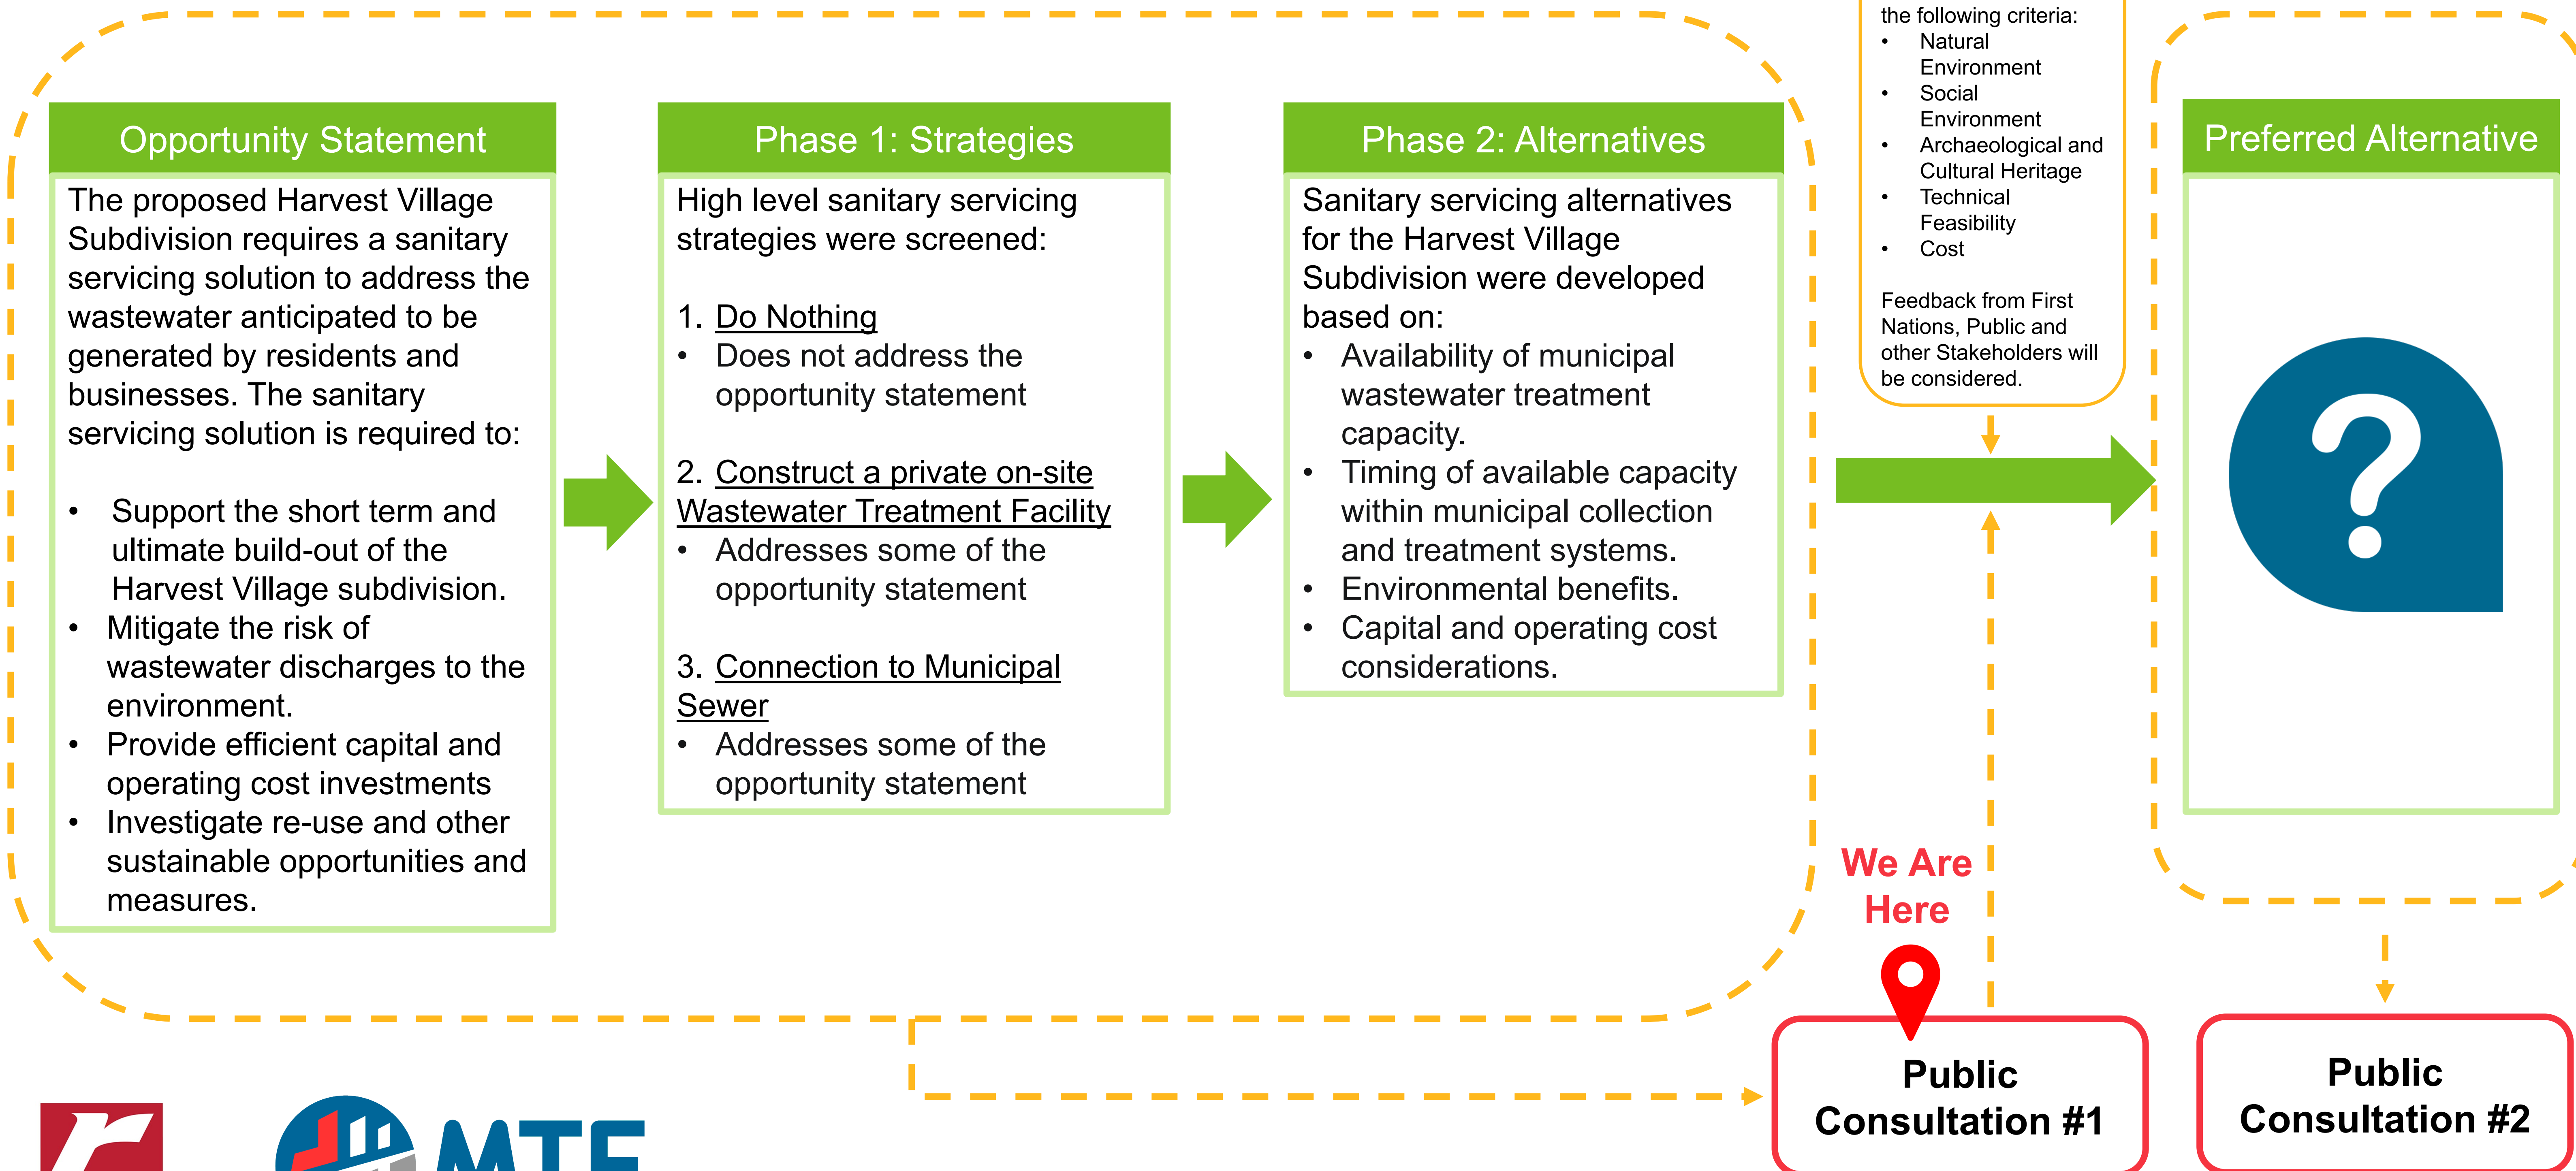 Opportunity Statement
The proposed Harvest Village
Subdivision requires a sanitary
servicing solution to address the
wastewater anticipated to be
generated by residents and
businesses. The sanitary
servicing solution is required to:
• Support the short term and
ultimate build-out of the
Harvest Village subdivision.
• Mitigate the risk of
wastewater discharges to the
environment.
• Provide efficient capital and
operating cost investments
• Investigate re-use and other
sustainable opportunities and
measures.
Phase 1: Strategies
High level sanitary servicing
strategies were screened:
1. Do Nothing
• Does not address the
opportunity statement
2. Construct a private on-site
Wastewater Treatment Facility
• Addresses some of the
opportunity statement
3. Connection to Municipal
Sewer
• Addresses some of the
opportunity statement
Phase 2: Alternatives
Sanitary servicing alternatives
for the Harvest Village
Subdivision were developed
based on:
• Availability of municipal
wastewater treatment
capacity.
• Timing of available capacity
within municipal collection
and treatment systems.
• Environmental benefits.
• Capital and operating cost
considerations.
the following criteria:
• Natural
Environment
• Social
Environment
• Archaeological and
Cultural Heritage
• Technical
Feasibility
• Cost
Feedback from First
Nations, Public and
other Stakeholders will
be considered.
Preferred Alternative
?
We Are
Here
Public
Consultation #1
Public
Consultation #2
r
MTE